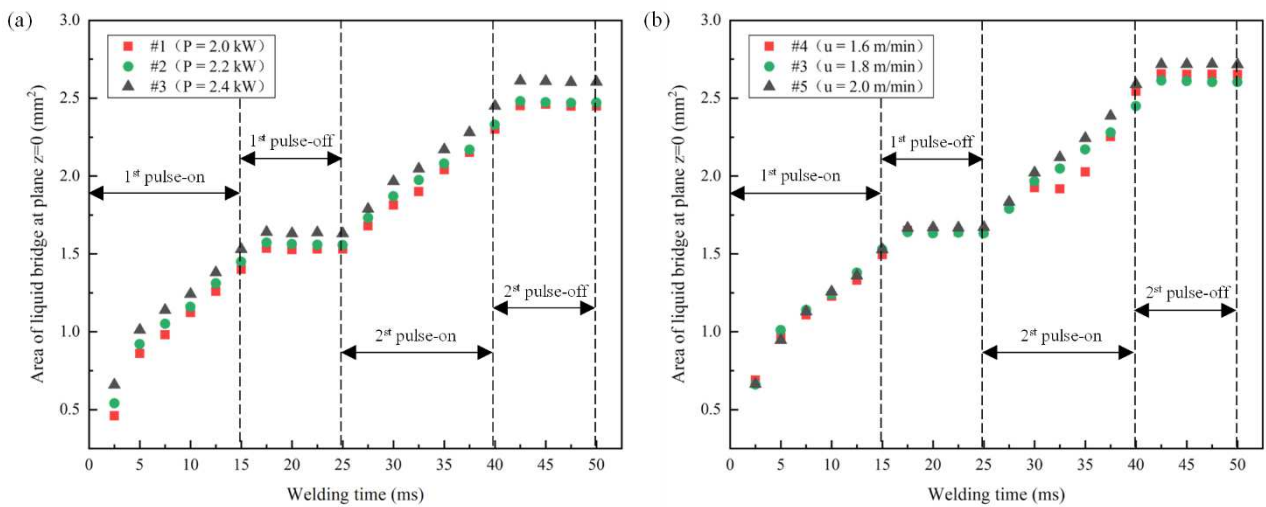 (a)
Area of liquid bridge at plane z=0 (mm²)
3.0
2.5
2.0
1.5
1.0
0.5
#1（P = 2.0 kW）
#2（P = 2.2 kW）
#3（P = 2.4 kW）
1st pulse-on
1st pulse-off
2st pulse-on
2st pulse-off
0 5 10 15 20 25 30 35 40 45 50
Welding time (ms)
(b)
Area of liquid bridge at plane z=0 (mm²)
3.0
2.5
2.0
1.5
1.0
0.5
#4（u = 1.6 m/min）
#3（u = 1.8 m/min）
#5（u = 2.0 m/min）
1st pulse-on
1st pulse-off
2st pulse-on
2st pulse-off
0 5 10 15 20 25 30 35 40 45 50
Welding time (ms)